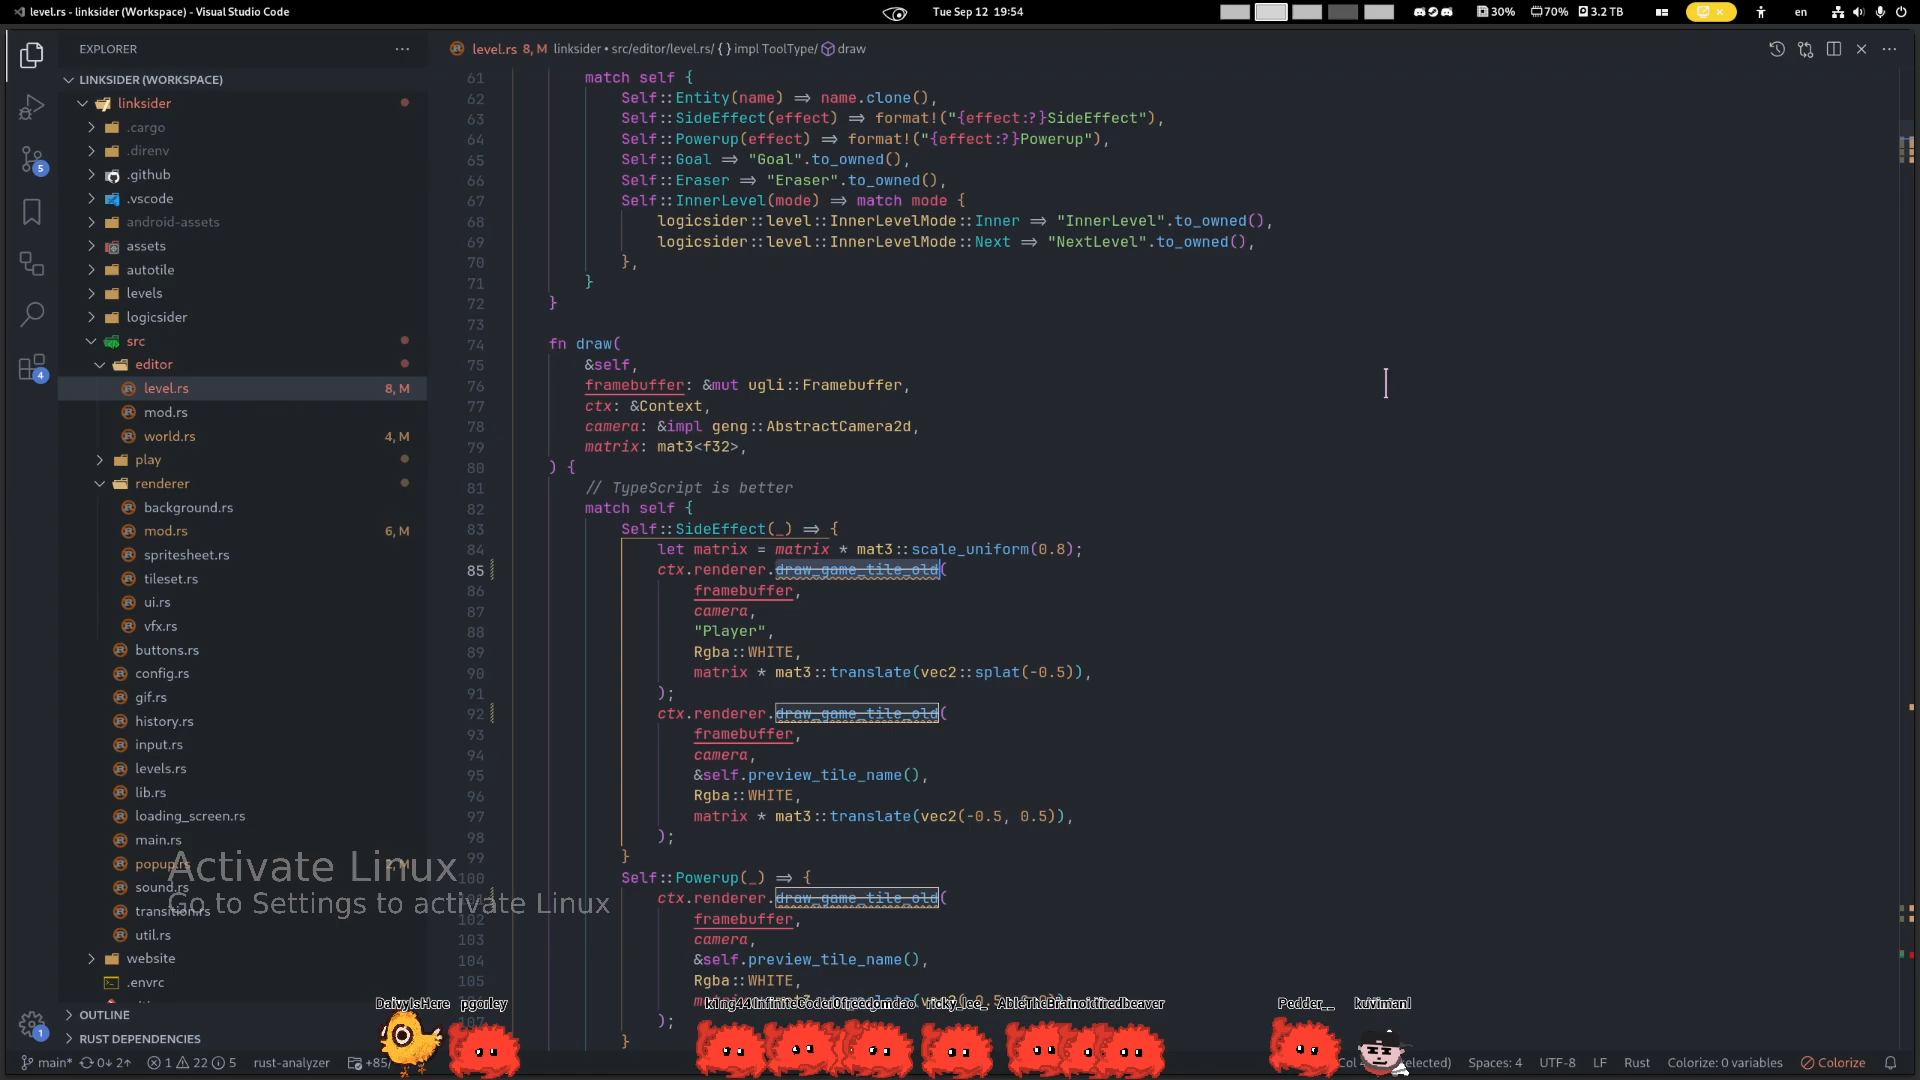 level.rs - linksider (Workspace) - Visual Studio Code
Tue Sep 12 19:54
30%
70%
3.2 TB
en
EXPLORER
LINKSIDER (WORKSPACE)
linksider
.cargo
.direnv
.github
.vscode
android-assets
assets
autotile
levels
logicsider
src
editor
level.rs 8, M
mod.rs
world.rs 4, M
play
renderer
background.rs
mod.rs 6, M
spritesheet.rs
tileset.rs
ui.rs
vfx.rs
buttons.rs
config.rs
gif.rs
history.rs
input.rs
levels.rs
lib.rs
loading_screen.rs
main.rs
popup.rs 2, M
sound.rs
transition.rs
util.rs
website
.envrc
OUTLINE
RUST DEPENDENCIES
5
4
1
Activate Linux
Go to Settings to activate Linux
level.rs 8, M linksider • src/editor/level.rs/ {} impl ToolType/ draw
61 match self {
62 Self::Entity(name) => name.clone(),
63 Self::SideEffect(effect) => format!("{effect:?}SideEffect"),
64 Self::Powerup(effect) => format!("{effect:?}Powerup"),
65 Self::Goal => "Goal".to_owned(),
66 Self::Eraser => "Eraser".to_owned(),
67 Self::InnerLevel(mode) => match mode {
68 logicsider::level::InnerLevelMode::Inner => "InnerLevel".to_owned(),
69 logicsider::level::InnerLevelMode::Next => "NextLevel".to_owned(),
70 },
71 }
72 }
73
74 fn draw(
75 &self,
76 framebuffer: &mut ugli::Framebuffer,
77 ctx: &Context,
78 camera: &impl geng::AbstractCamera2d,
79 matrix: mat3<f32>,
80 ) {
81 // TypeScript is better
82 match self {
83 Self::SideEffect(_) => {
84 let matrix = matrix * mat3::scale_uniform(0.8);
85 ctx.renderer.draw_game_tile_old(
86 framebuffer,
87 camera,
88 "Player",
89 Rgba::WHITE,
90 matrix * mat3::translate(vec2::splat(-0.5)),
91 );
92 ctx.renderer.draw_game_tile_old(
93 framebuffer,
94 camera,
95 &self.preview_tile_name(),
96 Rgba::WHITE,
97 matrix * mat3::translate(vec2(-0.5, 0.5)),
98 );
99 }
100 Self::Powerup(_) => {
ctx.renderer.draw_game_tile_old(
102 framebuffer,
103 camera,
104 &self.preview_tile_name(),
105 Rgba::WHITE,
107 );
}
DaivyIsHere pgorley
ricky_lee_
Pedder__ kuviman
main* 0↓ 2↑ 1 22 5 rust-analyzer +85/
Spaces: 4 UTF-8 LF Rust Colorize: 0 variables Colorize